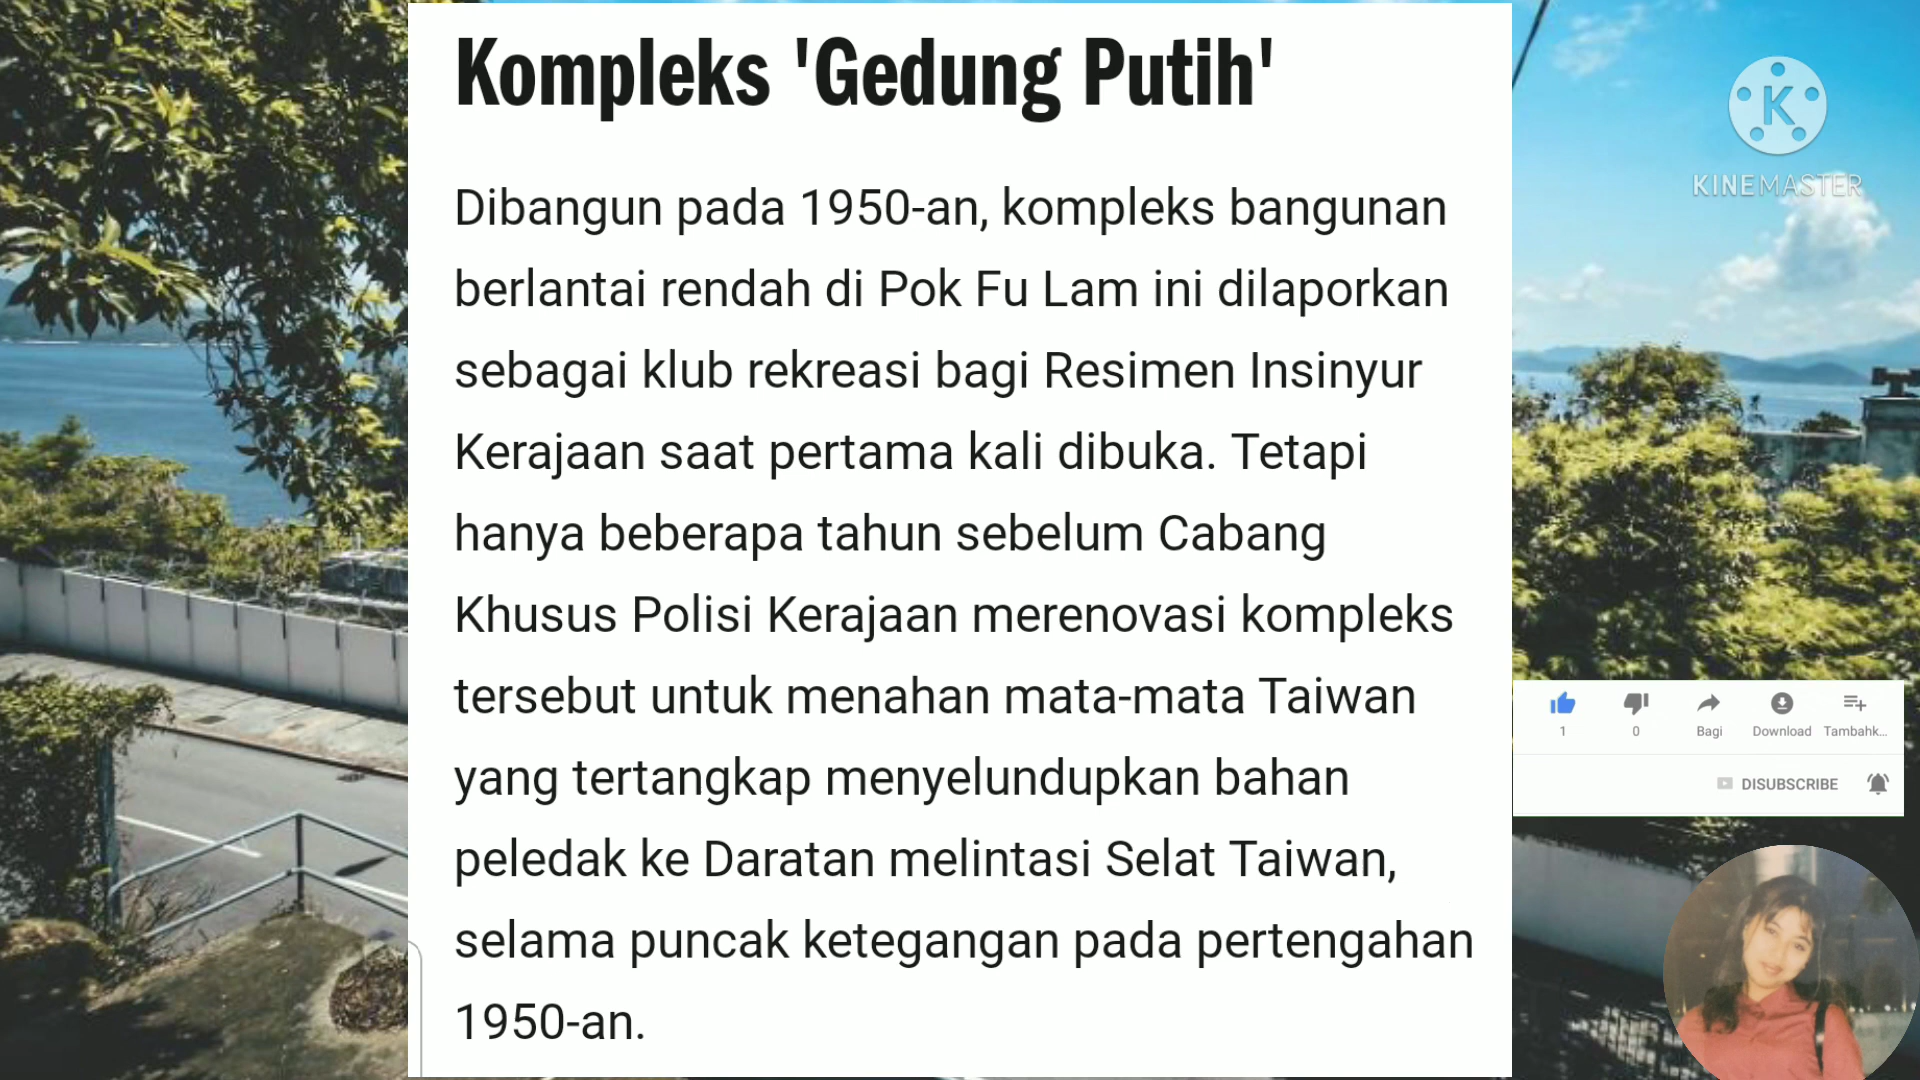 Kompleks 'Gedung Putih'
Dibangun pada 1950-an, kompleks bangunan
berlantai rendah di Pok Fu Lam ini dilaporkan
sebagai klub rekreasi bagi Resimen Insinyur
Kerajaan saat pertama kali dibuka. Tetapi
hanya beberapa tahun sebelum Cabang
Khusus Polisi Kerajaan merenovasi kompleks
tersebut untuk menahan mata-mata Taiwan
yang tertangkap menyelundupkan bahan
peledak ke Daratan melintasi Selat Taiwan,
selama puncak ketegangan pada pertengahan
1950-an.
K
KINEMASTER
1 0 Bagi Download Tambahk...
DISUBSCRIBE